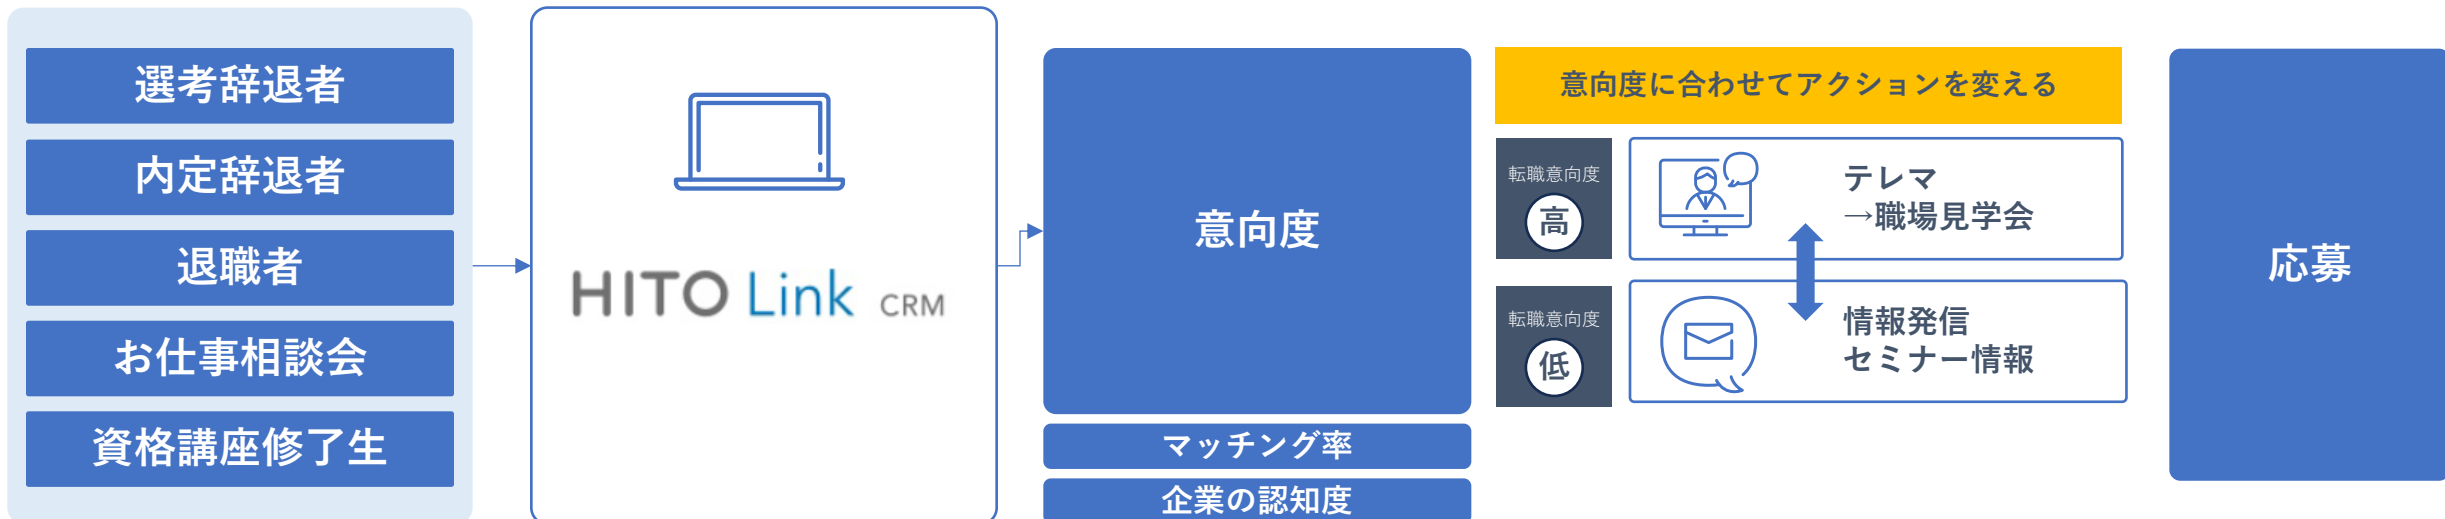 選考辞退者
内定辞退者
退職者
お仕事相談会
資格講座修了生
HITO Link CRM
意向度
マッチング率
企業の認知度
意向度に合わせてアクションを変える
転職意向度
高
テレマ
→職場見学会
転職意向度
低
情報発信
セミナー情報
応募